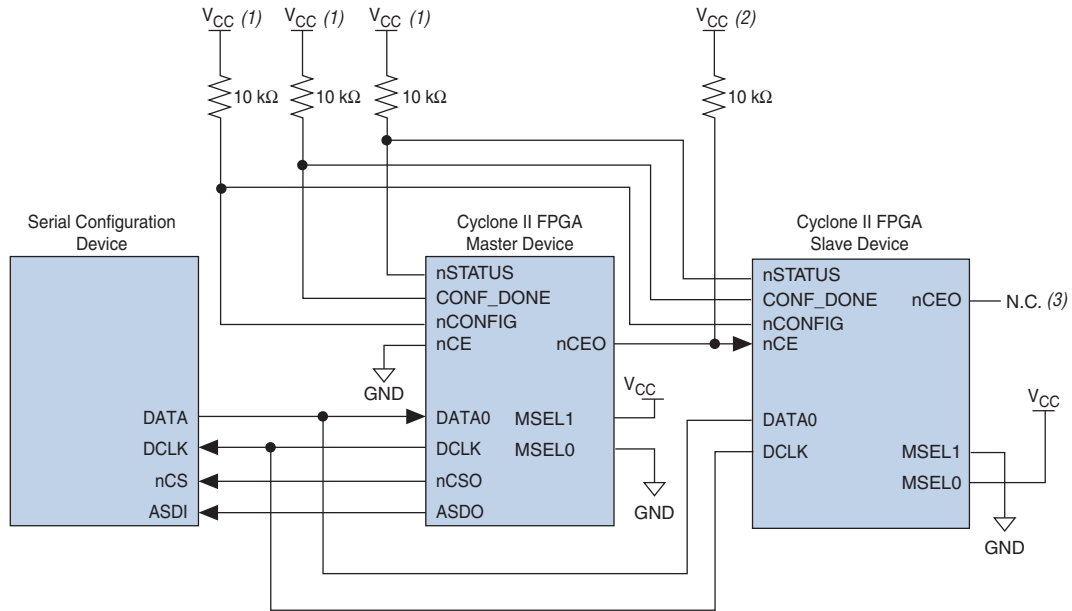 VCC (1)
VCC (1)
VCC (1)
VCC (2)
10 kΩ
10 kΩ
10 kΩ
10 kΩ
Serial Configuration
Device
DATA
DCLK
nCS
ASDI
Cyclone II FPGA
Master Device
nSTATUS
CONF_DONE
nCONFIG
nCE
nCEO
GND
DATA0
DCLK
nCSO
ASDO
MSEL1
MSEL0
VCC
GND
Cyclone II FPGA
Slave Device
nSTATUS
CONF_DONE
nCONFIG
nCE
nCEO
N.C. (3)
DATA0
DCLK
MSEL1
MSEL0
VCC
GND